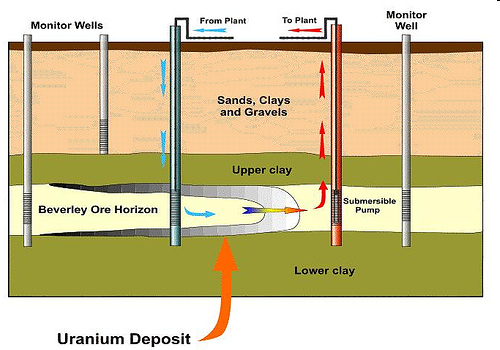 Monitor Wells
From Plant
To Plant
Monitor
Well
Sands, Clays
and Gravels
Upper clay
Beverley Ore Horizon
Submersible
Pump
Lower clay
Uranium Deposit